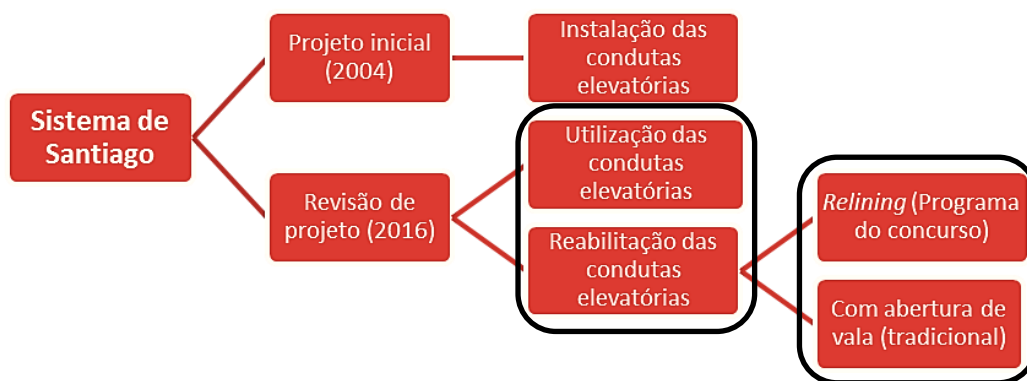 Sistema de
Santiago
Projeto inicial
(2004)
Instalação das
condutas
elevatórias
Revisão de
projeto (2016)
Utilização das
condutas
elevatórias
Reabilitação das
condutas
elevatórias
Relining (Programa
do concurso)
Com abertura de
vala (tradicional)